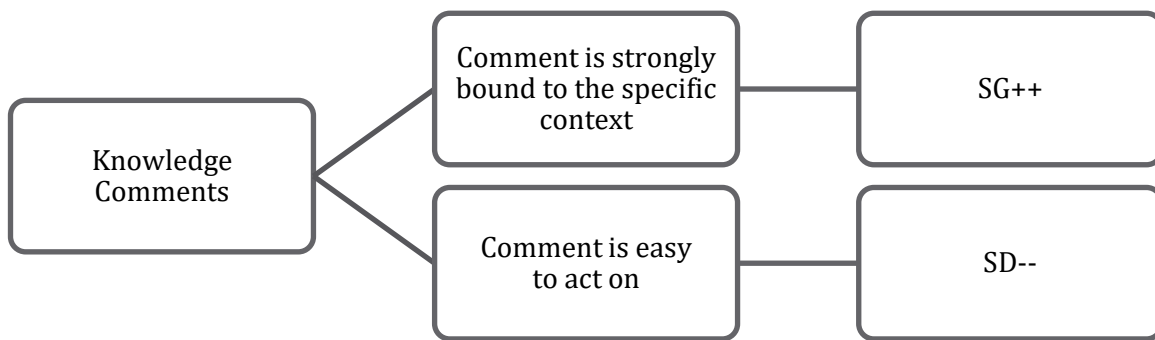 Knowledge
Comments
Comment is strongly
bound to the specific
context
SG++
Comment is easy
to act on
SD--